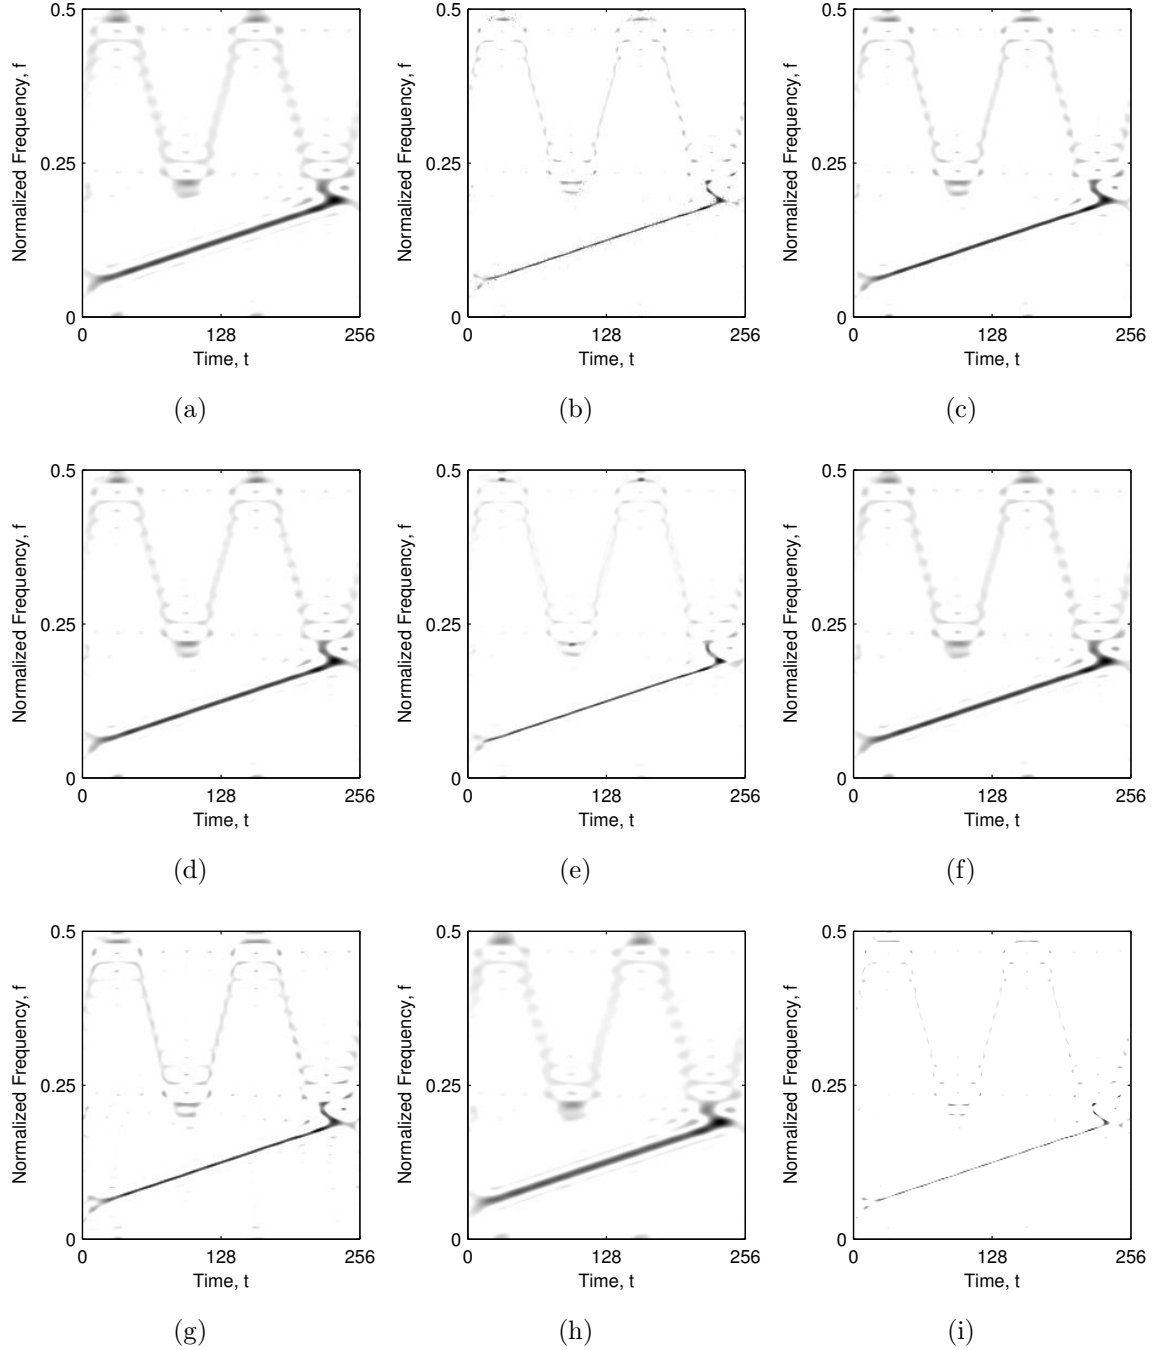 0.5
0.25
0
Normalized Frequency, f
0 128 256
Time, t
(a)
0.5
0.25
0
Normalized Frequency, f
0 128 256
Time, t
(b)
0.5
0.25
0
Normalized Frequency, f
0 128 256
Time, t
(c)
0.5
0.25
0
Normalized Frequency, f
0 128 256
Time, t
(d)
0.5
0.25
0
Normalized Frequency, f
0 128 256
Time, t
(e)
0.5
0.25
0
Normalized Frequency, f
0 128 256
Time, t
(f)
0.5
0.25
0
Normalized Frequency, f
0 128 256
Time, t
(g)
0.5
0.25
0
Normalized Frequency, f
0 128 256
Time, t
(h)
0.5
0.25
0
Normalized Frequency, f
0 128 256
Time, t
(i)